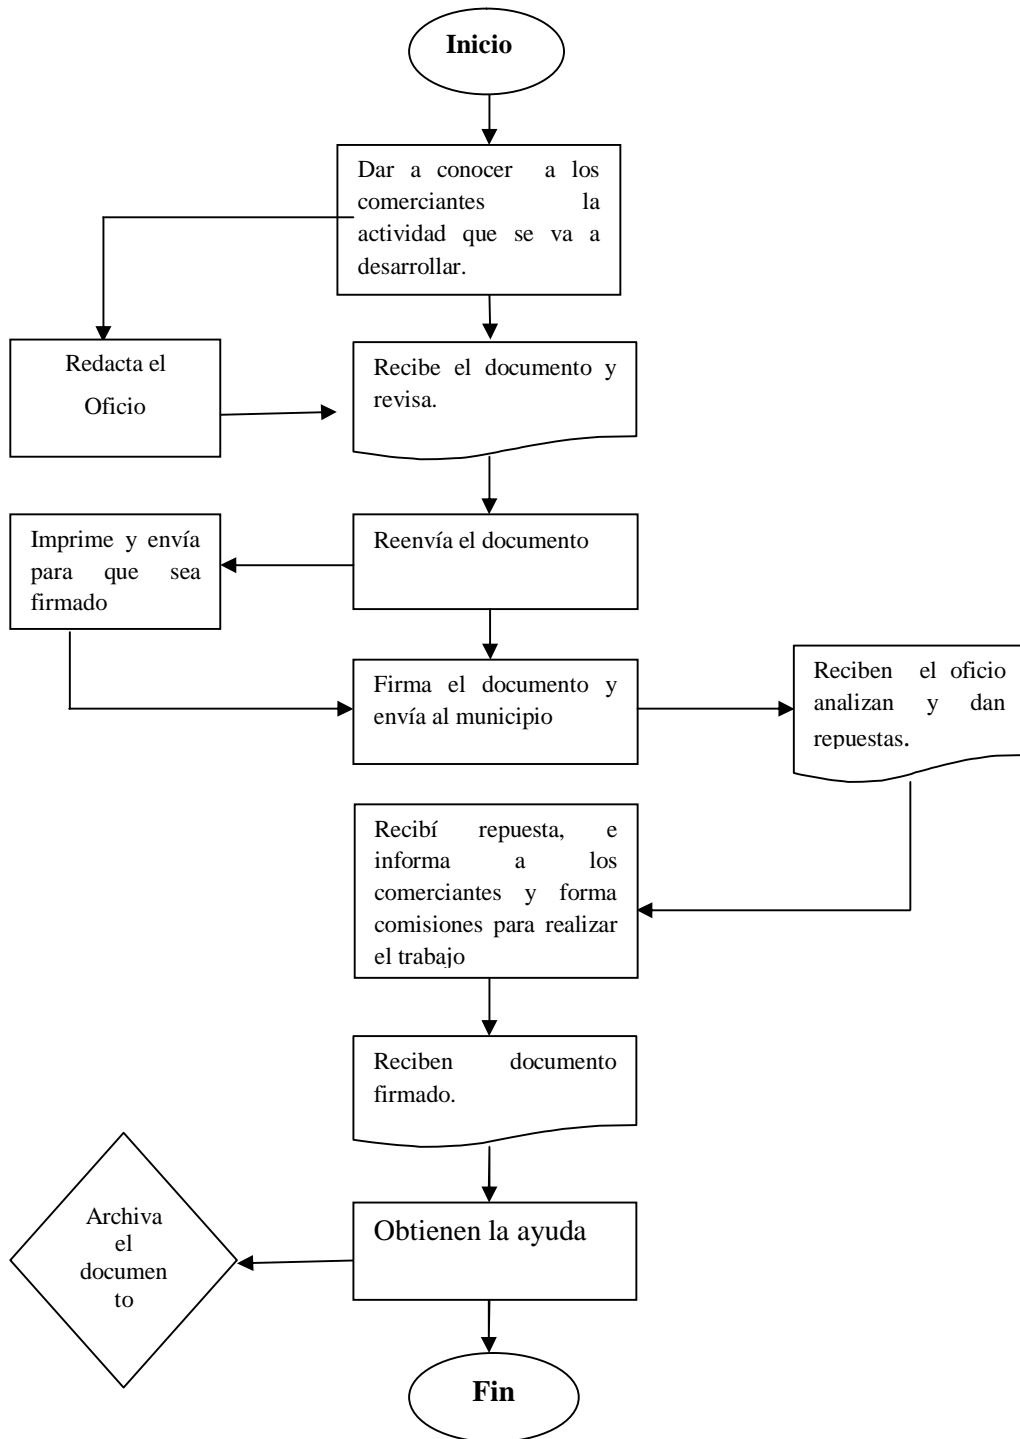 Inicio
Dar a conocer a los
comerciantes la
actividad que se va a
desarrollar.
Redacta el
Oficio
Recibe el documento y
revisa.
Imprime y envía
para que sea
firmado
Reenvía el documento
Firma el documento y
envía al municipio
Reciben el oficio
analizan y dan
repuestas.
Recibí repuesta, e
informa a los
comerciantes y forma
comisiones para realizar
el trabajo
Reciben documento
firmado.
Archiva
el
documen
to
Obtienen la ayuda
Fin